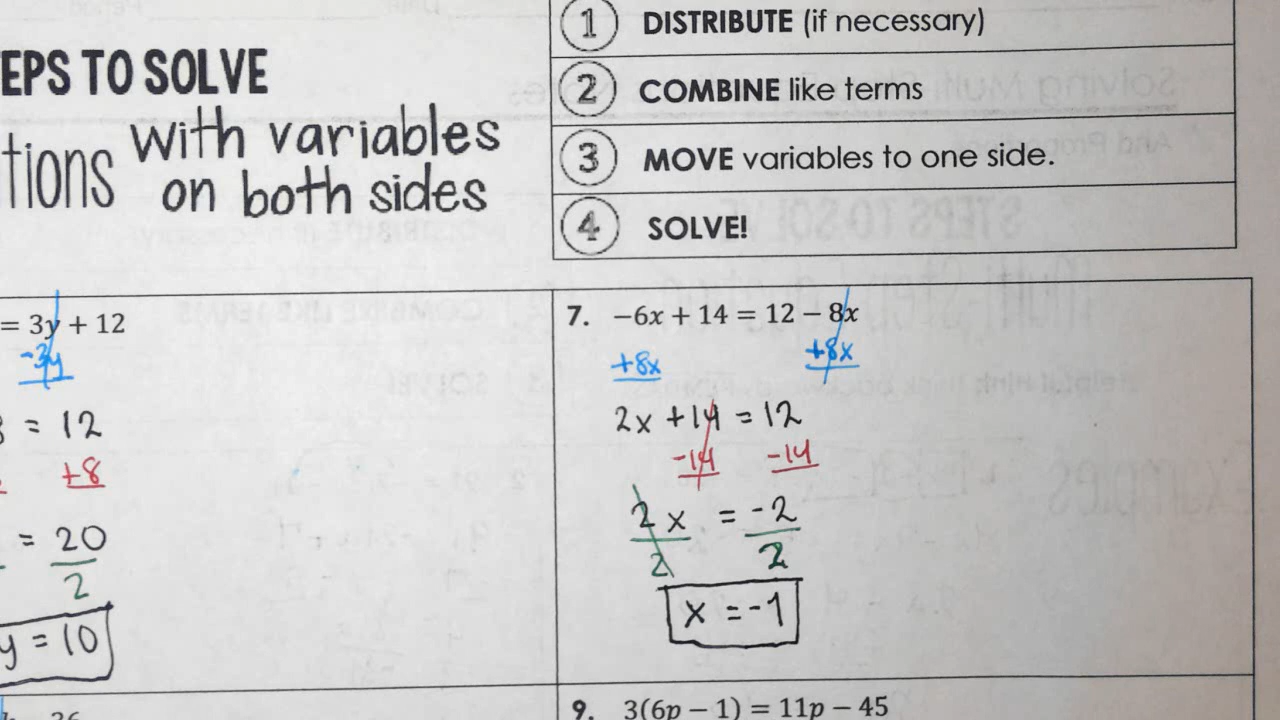 EPS TO SOLVE
tions with variables
on both sides
1 DISTRIBUTE (if necessary)
2 COMBINE like terms
3 MOVE variables to one side.
4 SOLVE!
= 3y + 12
-3y
= 12
+8
= 20
2
y = 10
7. −6x + 14 = 12 − 8x
+8x +8x
2x +14 = 12
-14 -14
2x = -2
2 2
x = -1
9. 3(6p − 1) = 11p − 45